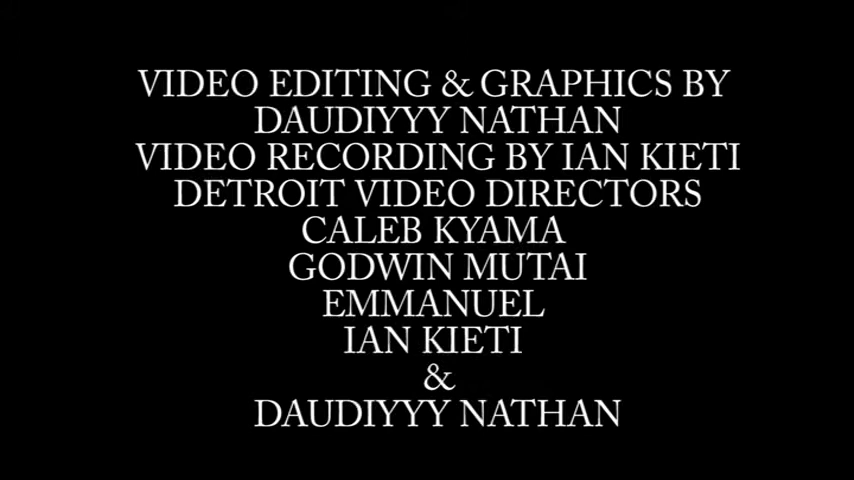 VIDEO EDITING & GRAPHICS BY
DAUDIYYY NATHAN
VIDEO RECORDING BY IAN KIETI
DETROIT VIDEO DIRECTORS
CALEB KYAMA
GODWIN MUTAI
EMMANUEL
IAN KIETI
&
DAUDIYYY NATHAN